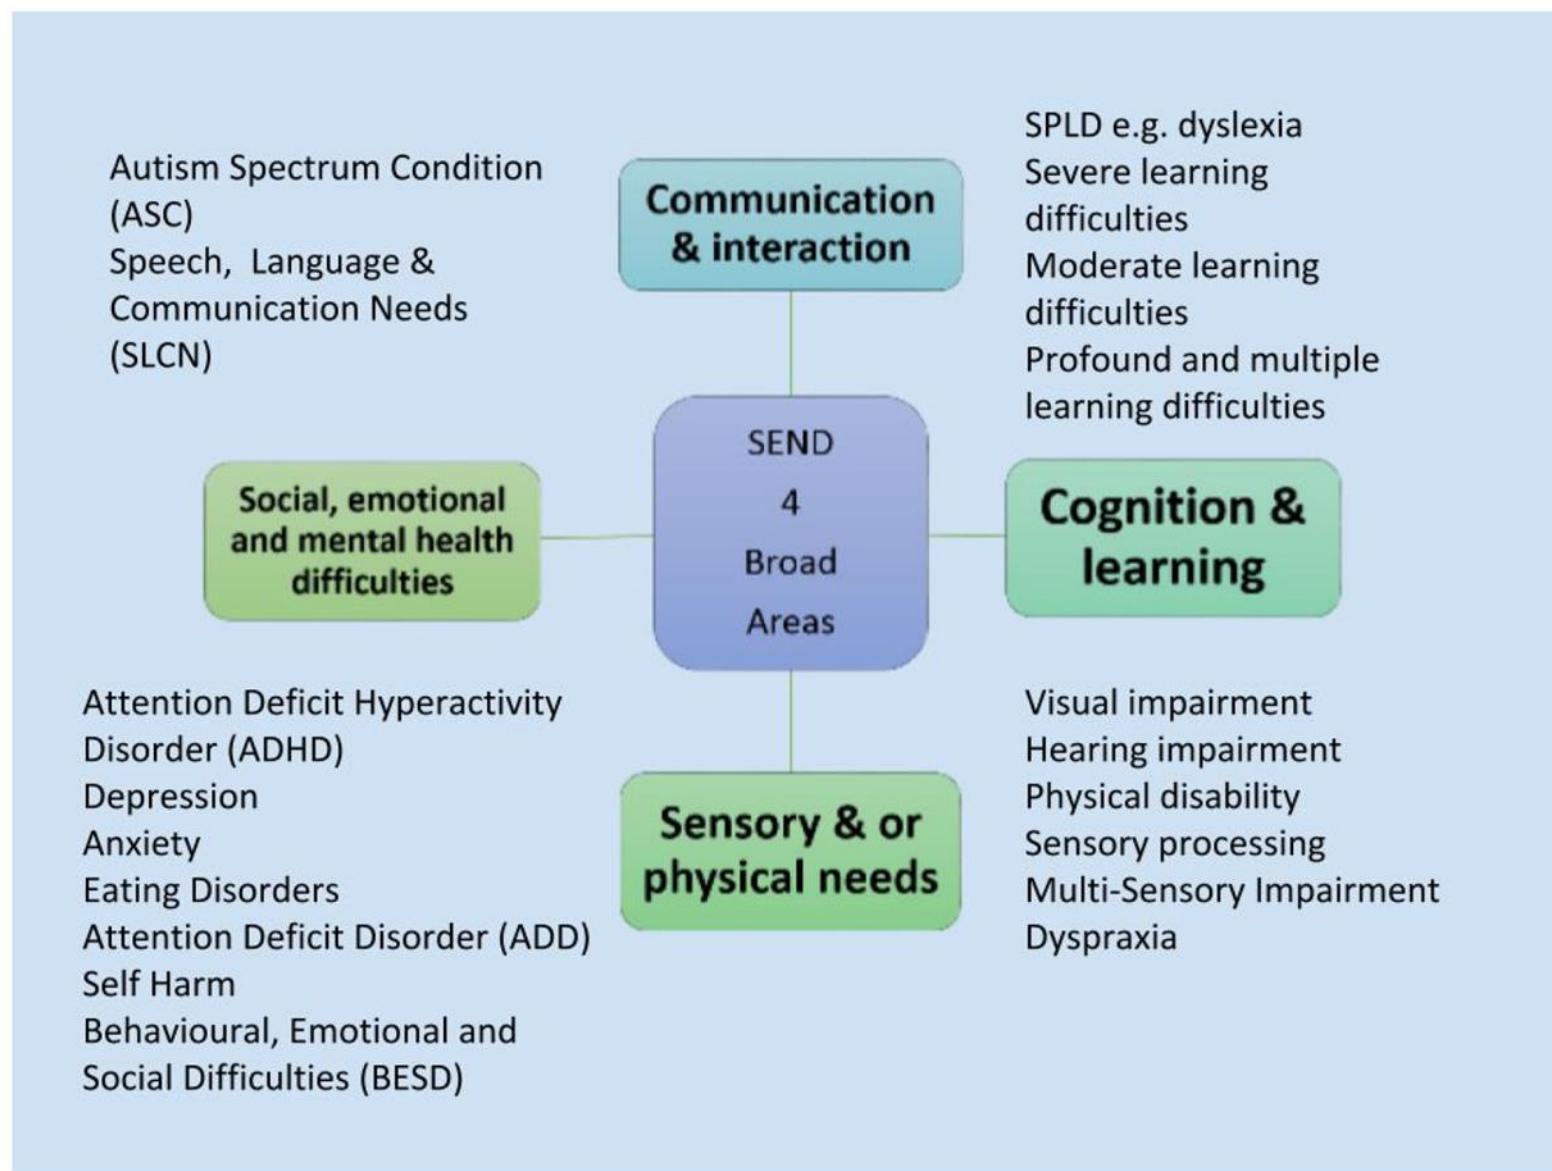 Autism Spectrum Condition
(ASC)
Speech,  Language &
Communication Needs
(SLCN)
Communication
& interaction
SPLD e.g. dyslexia
Severe learning
difficulties
Moderate learning
difficulties
Profound and multiple
learning difficulties
Social, emotional
and mental health
difficulties
SEND
4
Broad
Areas
Cognition &
learning
Attention Deficit Hyperactivity
Disorder (ADHD)
Depression
Anxiety
Eating Disorders
Attention Deficit Disorder (ADD)
Self Harm
Behavioural, Emotional and
Social Difficulties (BESD)
Sensory & or
physical needs
Visual impairment
Hearing impairment
Physical disability
Sensory processing
Multi-Sensory Impairment
Dyspraxia